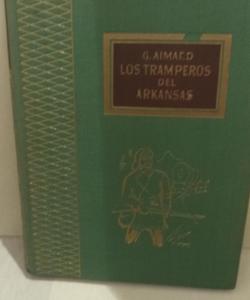 G. AIMARD
LOS TRAMPEROS
DEL
ARKANSAS